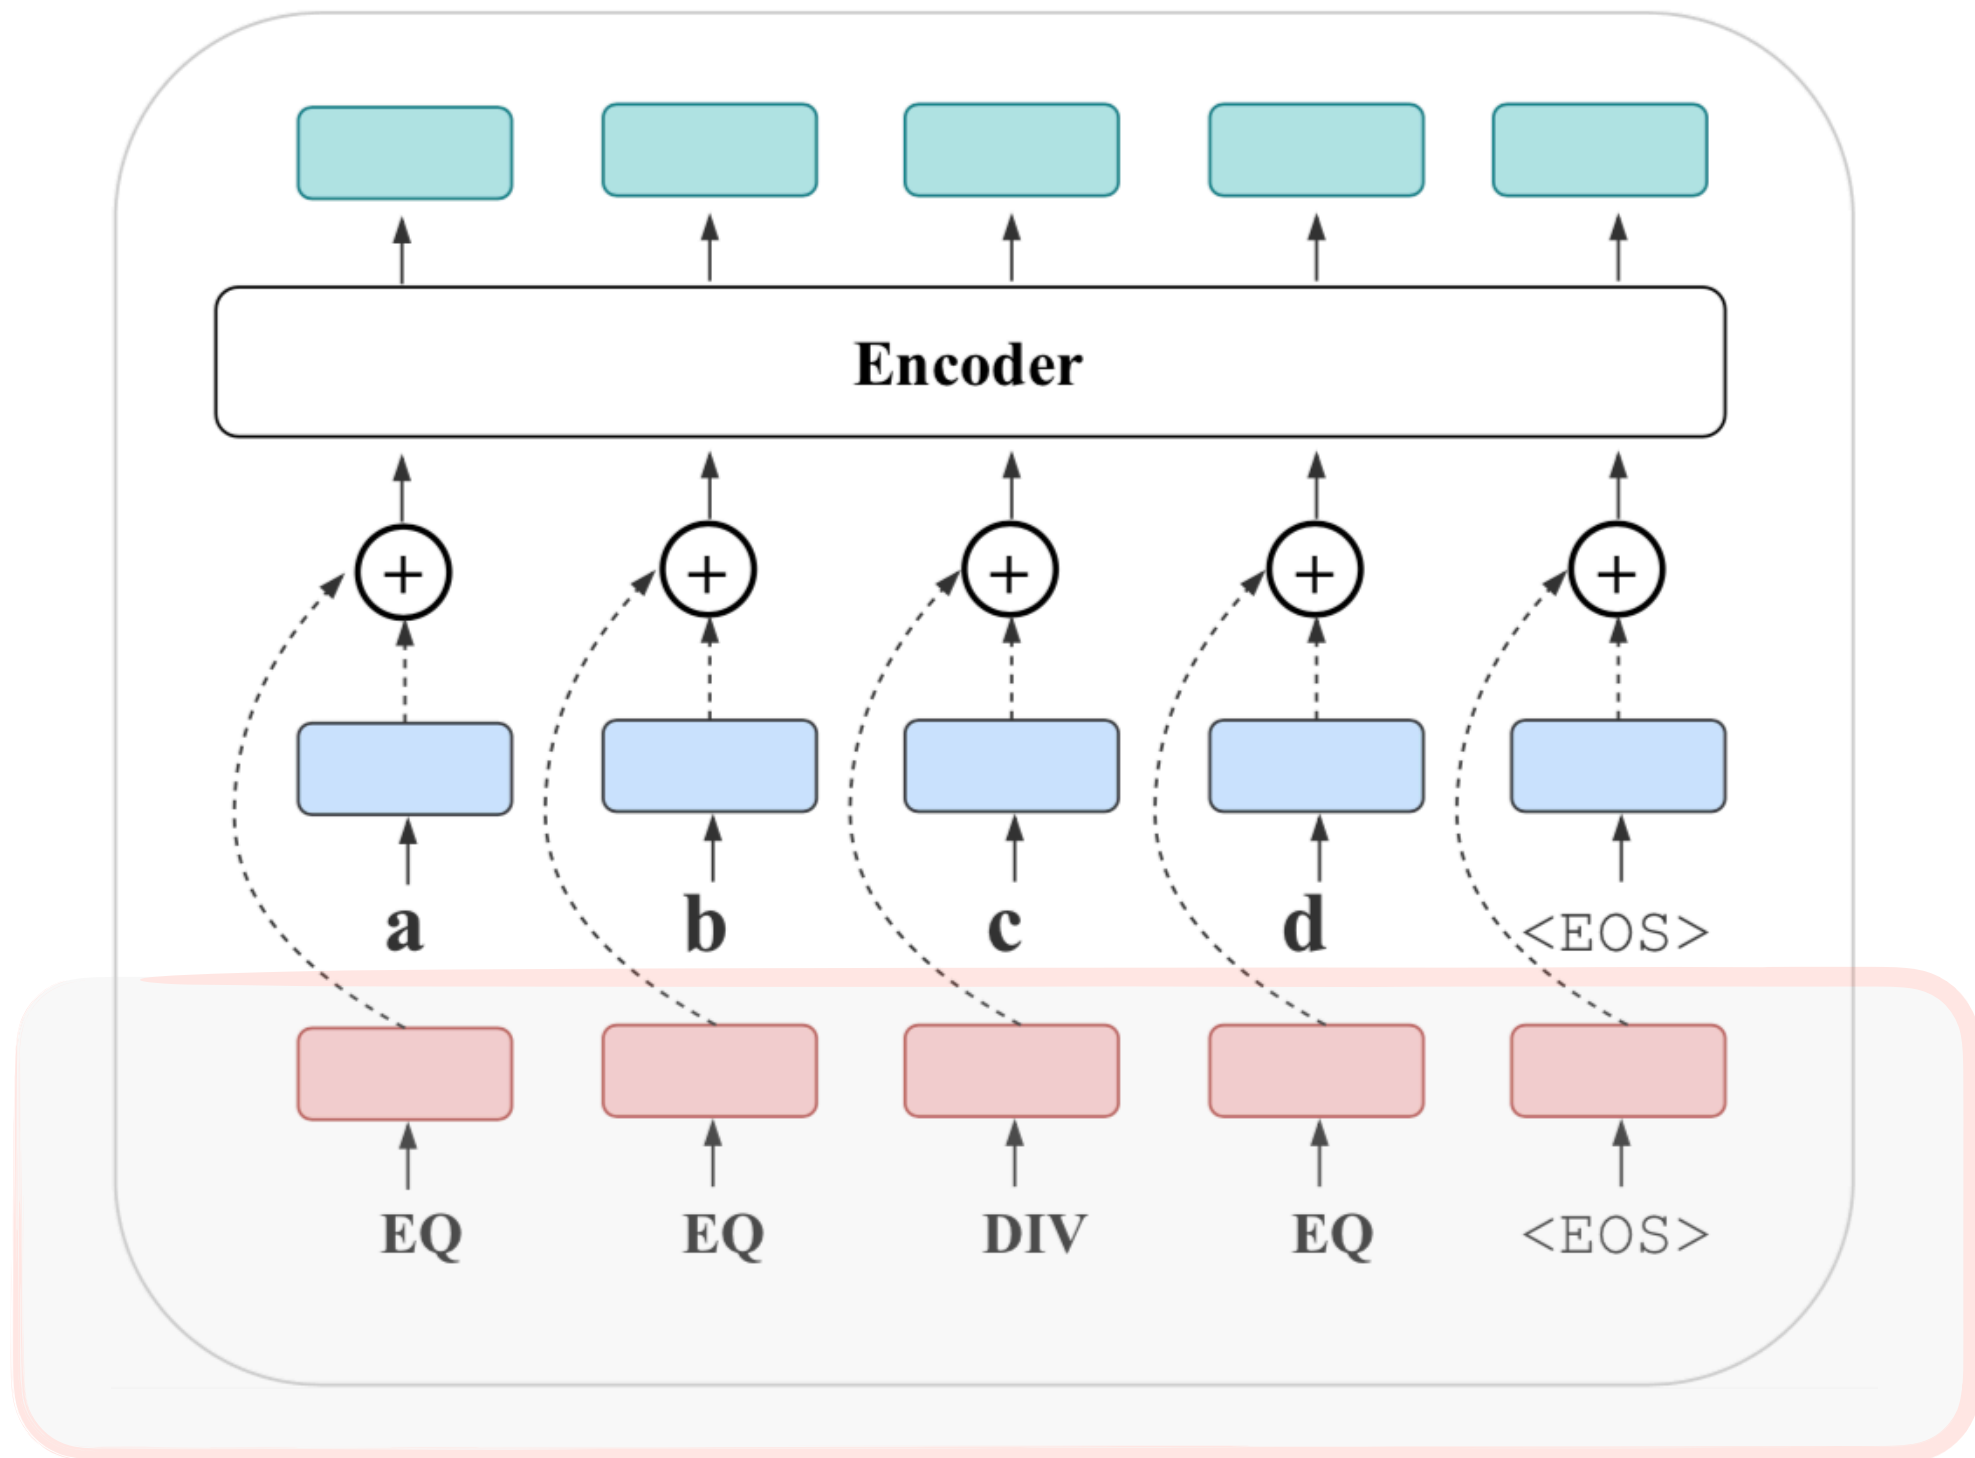 Encoder
+ + + + +
a b c d <EOS>
EQ EQ DIV EQ <EOS>